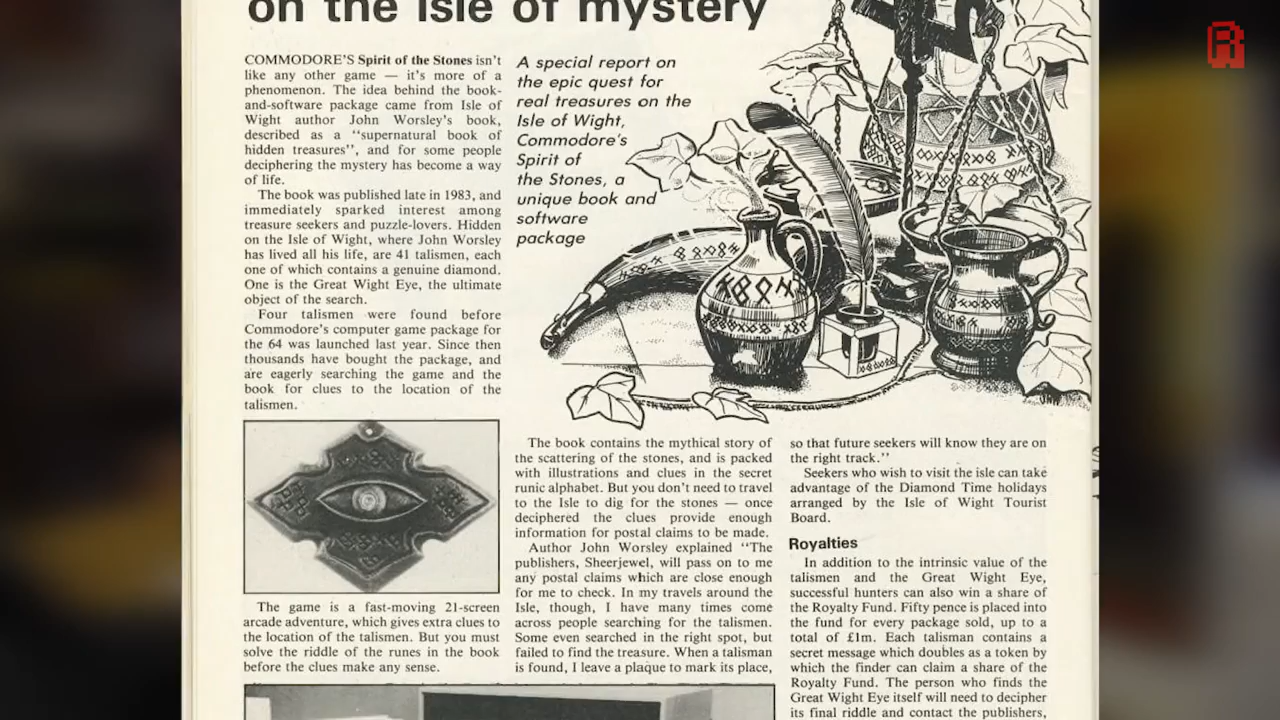 on the Isle of mystery
COMMODORE'S Spirit of the Stones isn't
like any other game — it's more of a
phenomenon. The idea behind the book-
and-software package came from Isle of
Wight author John Worsley's book,
described as a "supernatural book of
hidden treasures", and for some people
deciphering the mystery has become a way
of life.
The book was published late in 1983, and
immediately sparked interest among
treasure seekers and puzzle-lovers. Hidden
on the Isle of Wight, where John Worsley
has lived all his life, are 41 talismen, each
one of which contains a genuine diamond.
One is the Great Wight Eye, the ultimate
object of the search.
Four talismen were found before
Commodore's computer game package for
the 64 was launched last year. Since then
thousands have bought the package, and
are eagerly searching the game and the
book for clues to the location of the
talismen.
The game is a fast-moving 21-screen
arcade adventure, which gives extra clues to
the location of the talismen. But you must
solve the riddle of the runes in the book
before the clues make any sense.
A special report on
the epic quest for
real treasures on the
Isle of Wight,
Commodore's
Spirit of
the Stones, a
unique book and
software
package
The book contains the mythical story of
the scattering of the stones, and is packed
with illustrations and clues in the secret
runic alphabet. But you don't need to travel
to the Isle to dig for the stones — once
deciphered the clues provide enough
information for postal claims to be made.
Author John Worsley explained "The
publishers, Sheerjewel, will pass on to me
any postal claims which are close enough
for me to check. In my travels around the
Isle, though, I have many times come
across people searching for the talismen.
Some even searched in the right spot, but
failed to find the treasure. When a talisman
is found, I leave a plaque to mark its place,
so that future seekers will know they are on
the right track."
Seekers who wish to visit the isle can take
advantage of the Diamond Time holidays
arranged by the Isle of Wight Tourist
Board.
Royalties
In addition to the intrinsic value of the
talismen and the Great Wight Eye,
successful hunters can also win a share of
the Royalty Fund. Fifty pence is placed into
the fund for every package sold, up to a
total of £1m. Each talisman contains a
secret message which doubles as a token by
which the finder can claim a share of the
Royalty Fund. The person who finds the
Great Wight Eye itself will need to decipher
its final riddle and contact the publishers,